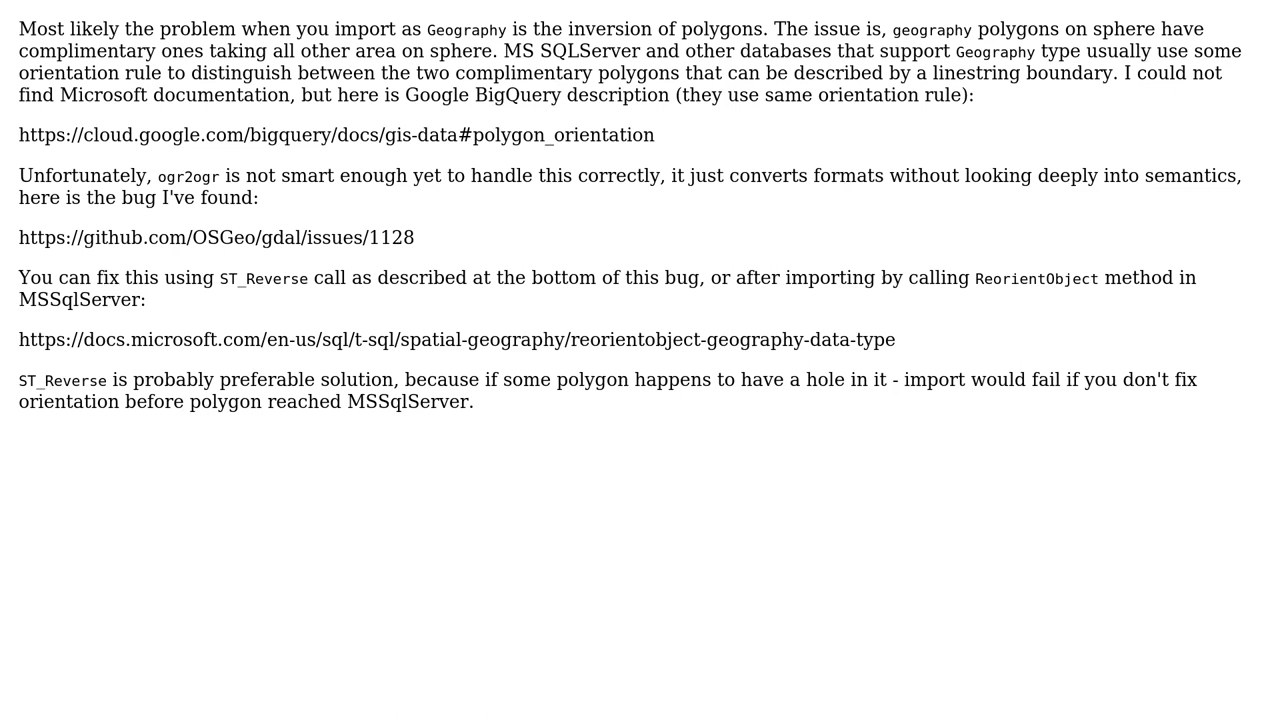 Most likely the problem when you import as Geography is the inversion of polygons. The issue is, geography polygons on sphere have
complimentary ones taking all other area on sphere. MS SQLServer and other databases that support Geography type usually use some
orientation rule to distinguish between the two complimentary polygons that can be described by a linestring boundary. I could not
find Microsoft documentation, but here is Google BigQuery description (they use same orientation rule):
https://cloud.google.com/bigquery/docs/gis-data#polygon_orientation
Unfortunately, ogr2ogr is not smart enough yet to handle this correctly, it just converts formats without looking deeply into semantics,
here is the bug I've found:
https://github.com/OSGeo/gdal/issues/1128
You can fix this using ST_Reverse call as described at the bottom of this bug, or after importing by calling ReorientObject method in
MSSqlServer:
https://docs.microsoft.com/en-us/sql/t-sql/spatial-geography/reorientobject-geography-data-type
ST_Reverse is probably preferable solution, because if some polygon happens to have a hole in it - import would fail if you don't fix
orientation before polygon reached MSSqlServer.